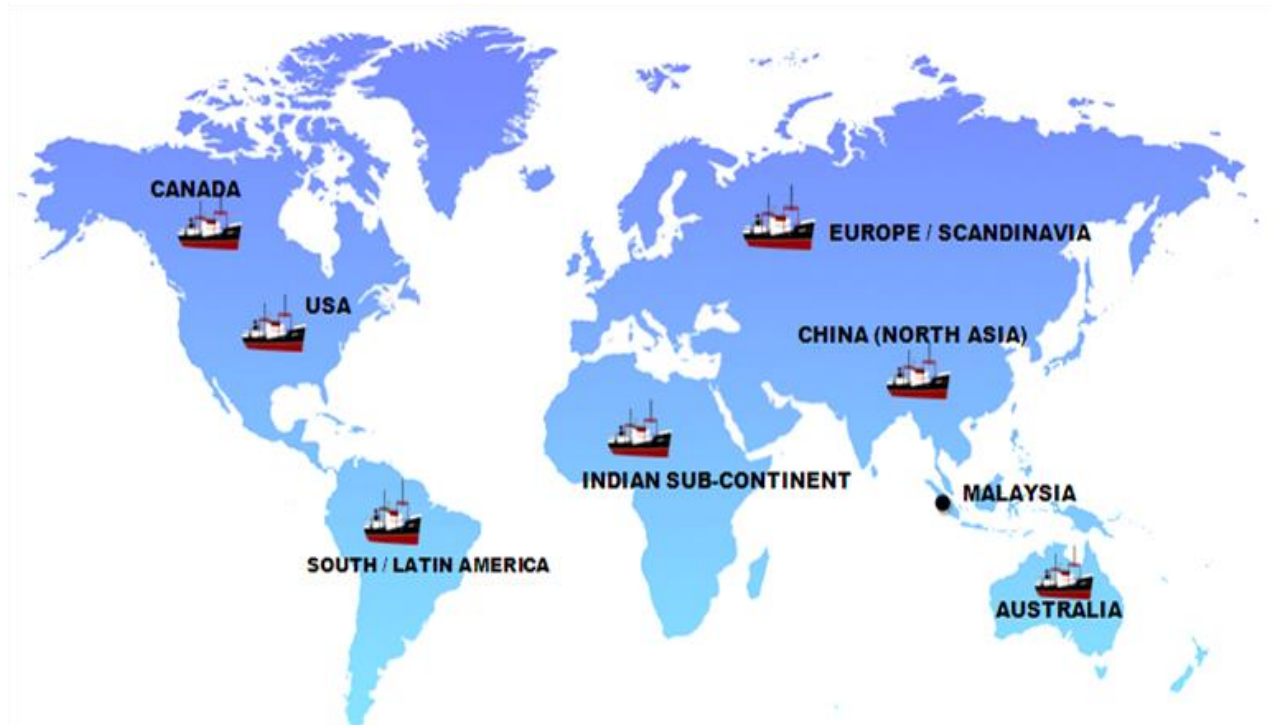 CANADA
EUROPE / SCANDINAVIA
USA
CHINA (NORTH ASIA)
INDIAN SUB-CONTINENT
MALAYSIA
SOUTH / LATIN AMERICA
AUSTRALIA